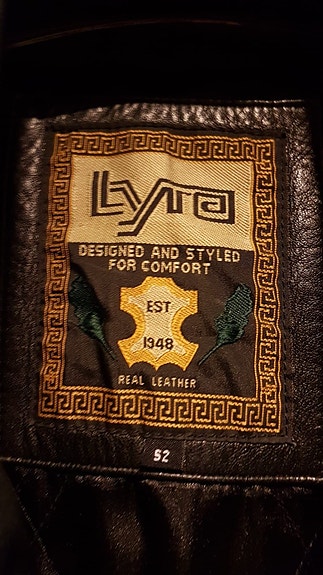 Lyra
DESIGNED AND STYLED
FOR COMFORT
EST
1948
REAL LEATHER
52